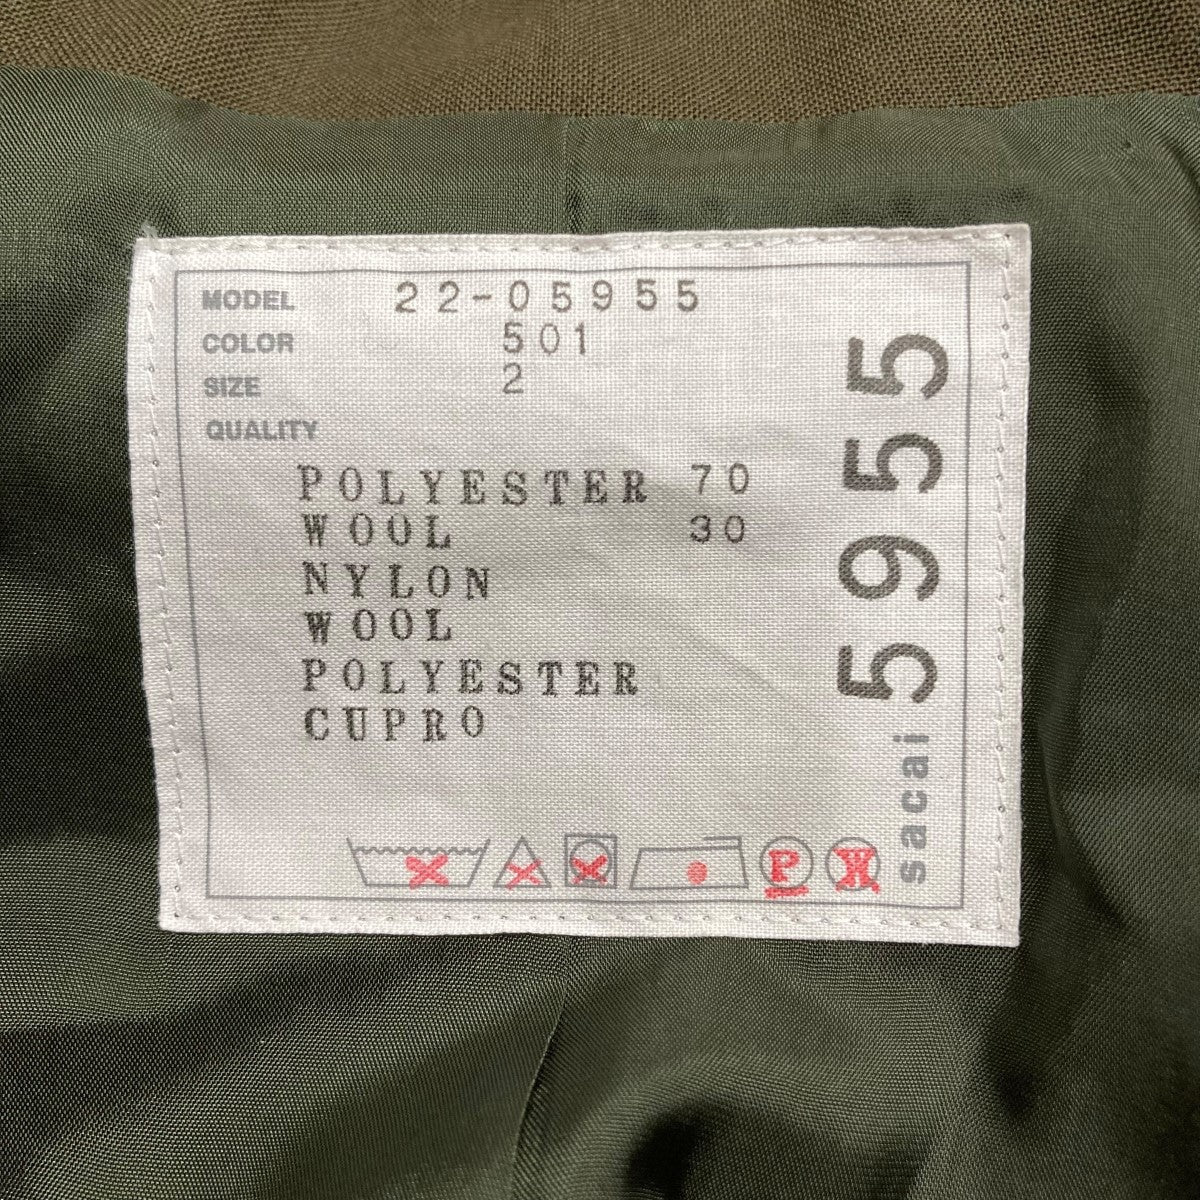 MODEL 22-05955
COLOR 501
SIZE 2
QUALITY
POLYESTER 70
WOOL 30
NYLON
WOOL
POLYESTER
CUPRO
P W
sacai 5955